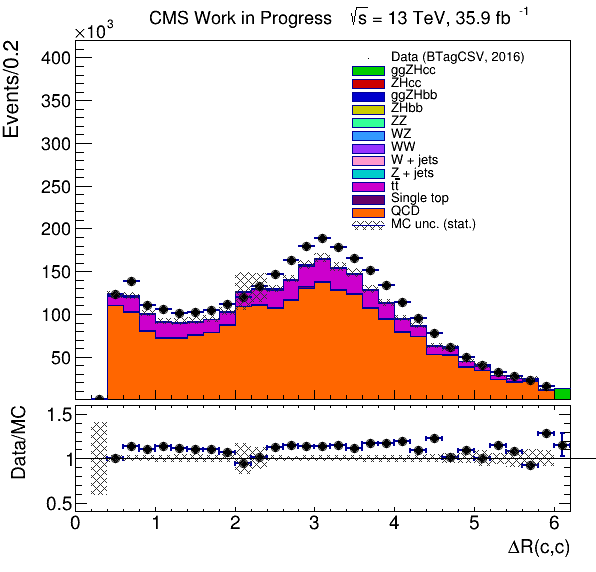 CMS Work in Progress √s = 13 TeV, 35.9 fb⁻¹
×10³
Events/0.2
400
350
300
250
200
150
100
50
Data (BTagCSV, 2016)
ggZHcc
ZHcc
ggZHbb
ZHbb
ZZ
WZ
WW
W + jets
Z + jets
tt̄
Single top
QCD
MC unc. (stat.)
Data/MC
1.5
1
0.5
0 1 2 3 4 5 6
ΔR(c,c)